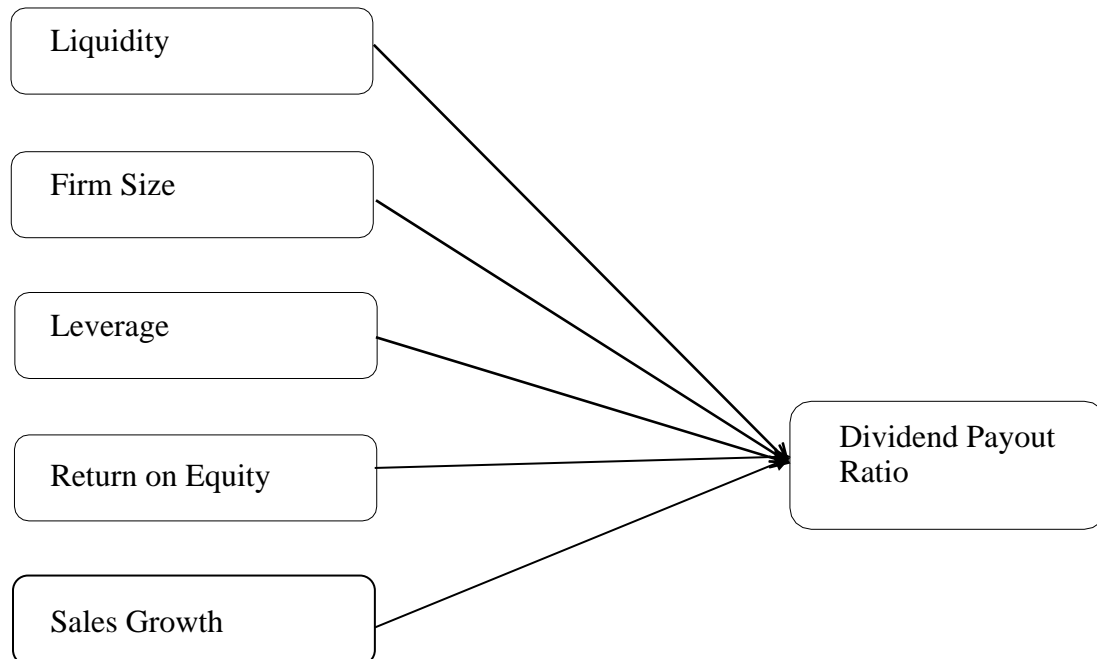 Liquidity
Firm Size
Leverage
Return on Equity
Sales Growth
Dividend Payout
Ratio